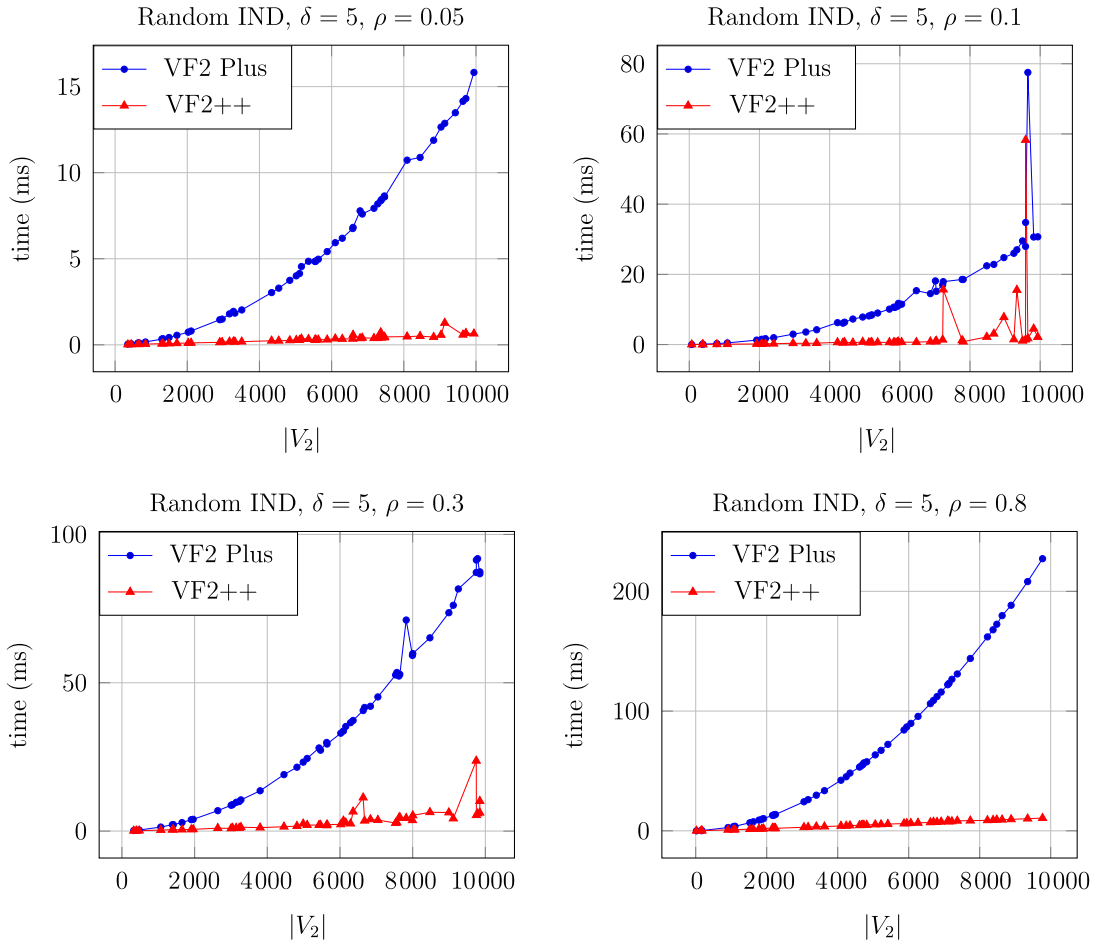 Random IND, δ = 5, ρ = 0.05
VF2 Plus
VF2++
15
10
5
0
time (ms)
0 2000 4000 6000 8000 10000
|V₂|
Random IND, δ = 5, ρ = 0.1
VF2 Plus
VF2++
80
60
40
20
0
time (ms)
0 2000 4000 6000 8000 10000
|V₂|
Random IND, δ = 5, ρ = 0.3
VF2 Plus
VF2++
100
50
0
time (ms)
0 2000 4000 6000 8000 10000
|V₂|
Random IND, δ = 5, ρ = 0.8
VF2 Plus
VF2++
200
100
0
time (ms)
0 2000 4000 6000 8000 10000
|V₂|